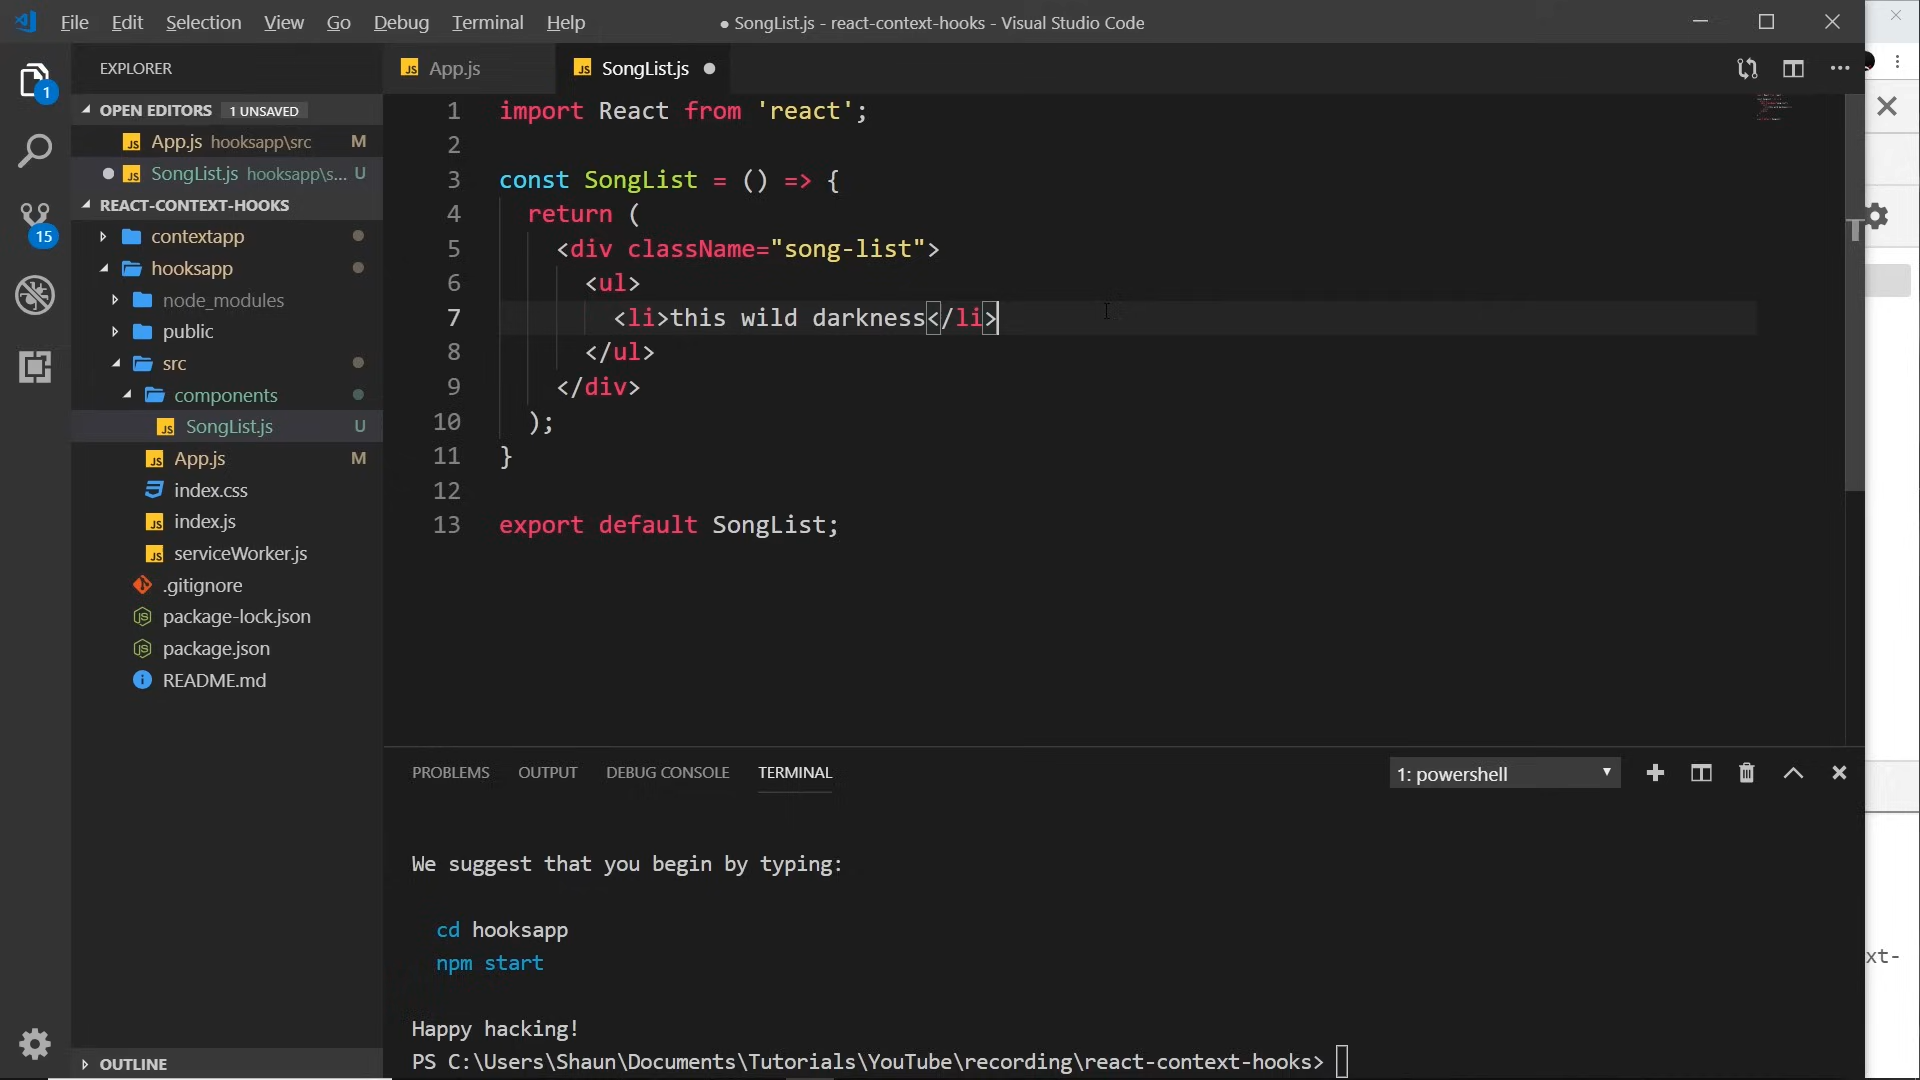 File Edit Selection View Go Debug Terminal Help ● SongList.js - react-context-hooks - Visual Studio Code
EXPLORER
OPEN EDITORS 1 UNSAVED
App.js hooksapp\src M
SongList.js hooksapp\s... U
REACT-CONTEXT-HOOKS
contextapp
hooksapp
node_modules
public
src
components
SongList.js U
App.js M
index.css
index.js
serviceWorker.js
.gitignore
package-lock.json
package.json
README.md
OUTLINE
1
15
App.js SongList.js
1 import React from 'react';
2
3 const SongList = () => {
4 return (
5 <div className="song-list">
6 <ul>
7 <li>this wild darkness</li>
8 </ul>
9 </div>
10 );
11 }
12
13 export default SongList;
PROBLEMS OUTPUT DEBUG CONSOLE TERMINAL 1: powershell
We suggest that you begin by typing:
cd hooksapp
npm start
Happy hacking!
PS C:\Users\Shaun\Documents\Tutorials\YouTube\recording\react-context-hooks>
xt-